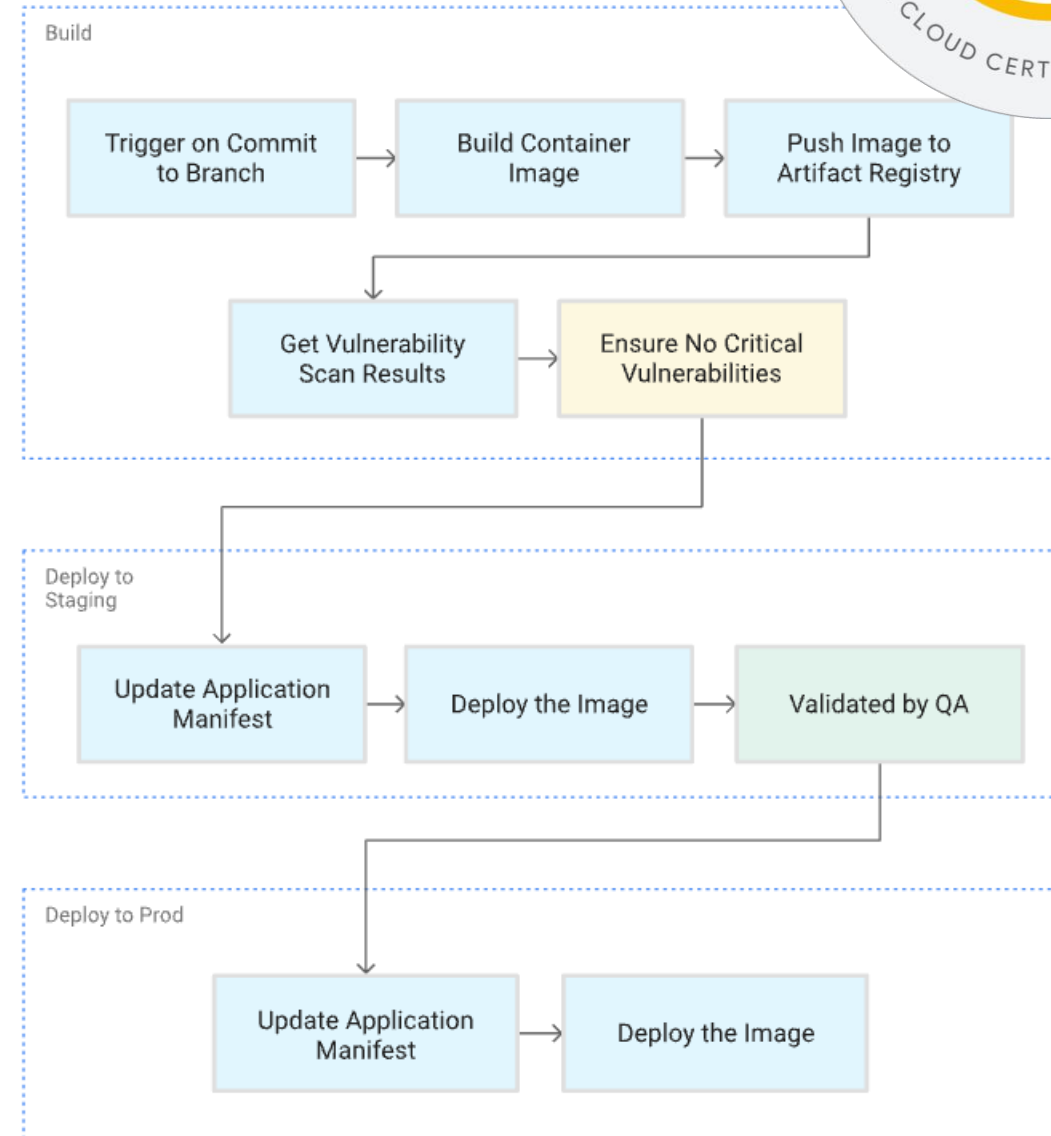 CLOUD CERT
Build
Trigger on Commit
to Branch
Build Container
Image
Push Image to
Artifact Registry
Get Vulnerability
Scan Results
Ensure No Critical
Vulnerabilities
Deploy to
Staging
Update Application
Manifest
Deploy the Image
Validated by QA
Deploy to Prod
Update Application
Manifest
Deploy the Image